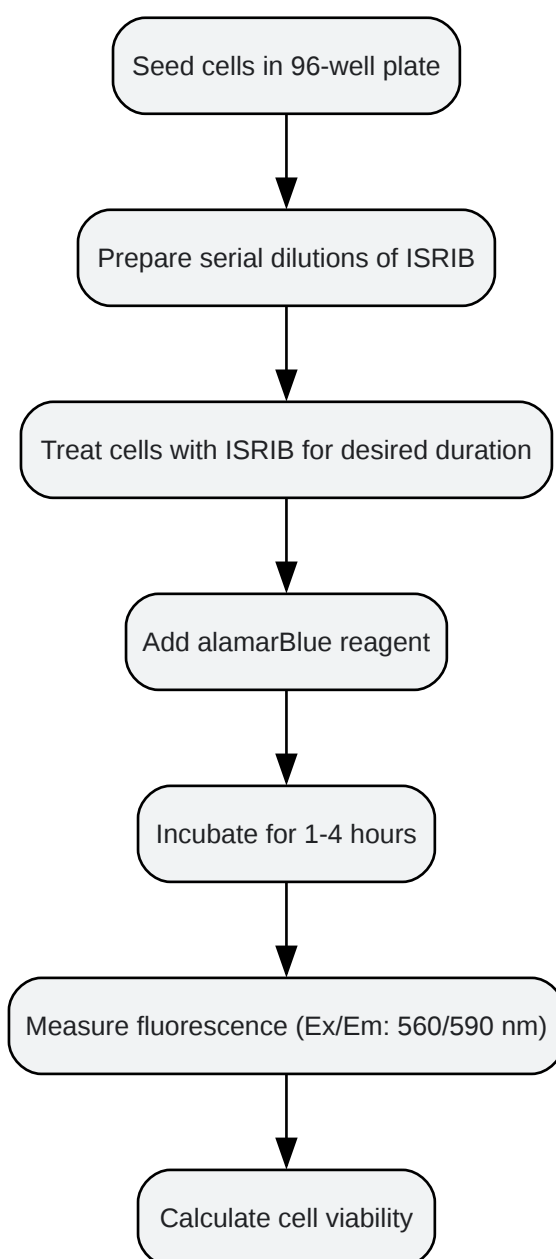 Seed cells in 96-well plate
Prepare serial dilutions of ISRIB
Treat cells with ISRIB for desired duration
Add alamarBlue reagent
Incubate for 1-4 hours
Measure fluorescence (Ex/Em: 560/590 nm)
Calculate cell viability